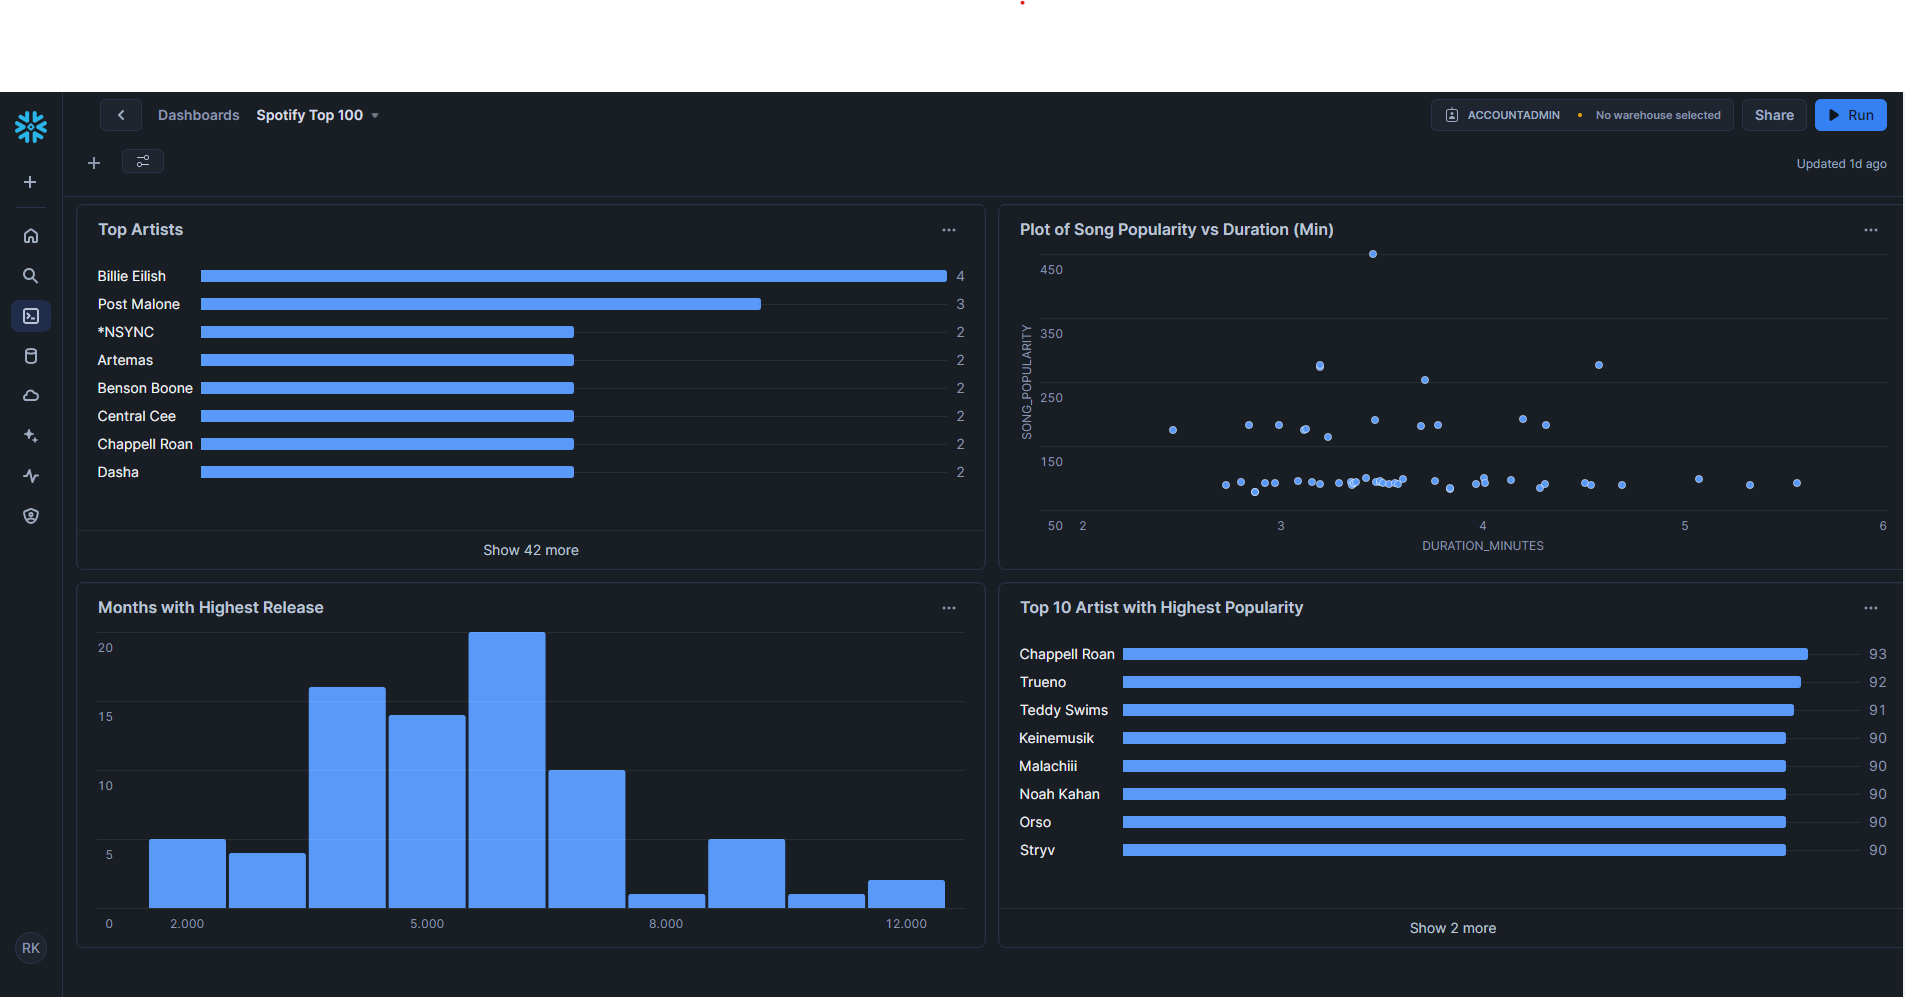 Dashboards Spotify Top 100
ACCOUNTADMIN • No warehouse selected
Share
Run
Updated 1d ago
Top Artists
Billie Eilish 4
Post Malone 3
*NSYNC 2
Artemas 2
Benson Boone 2
Central Cee 2
Chappell Roan 2
Dasha 2
Show 42 more
Plot of Song Popularity vs Duration (Min)
SONG_POPULARITY
450
350
250
150
50 2 3 4 5 6
DURATION_MINUTES
Months with Highest Release
20
15
10
5
0 2.000 5.000 8.000 12.000
Top 10 Artist with Highest Popularity
Chappell Roan 93
Trueno 92
Teddy Swims 91
Keinemusik 90
Malachiii 90
Noah Kahan 90
Orso 90
Stryv 90
Show 2 more
RK